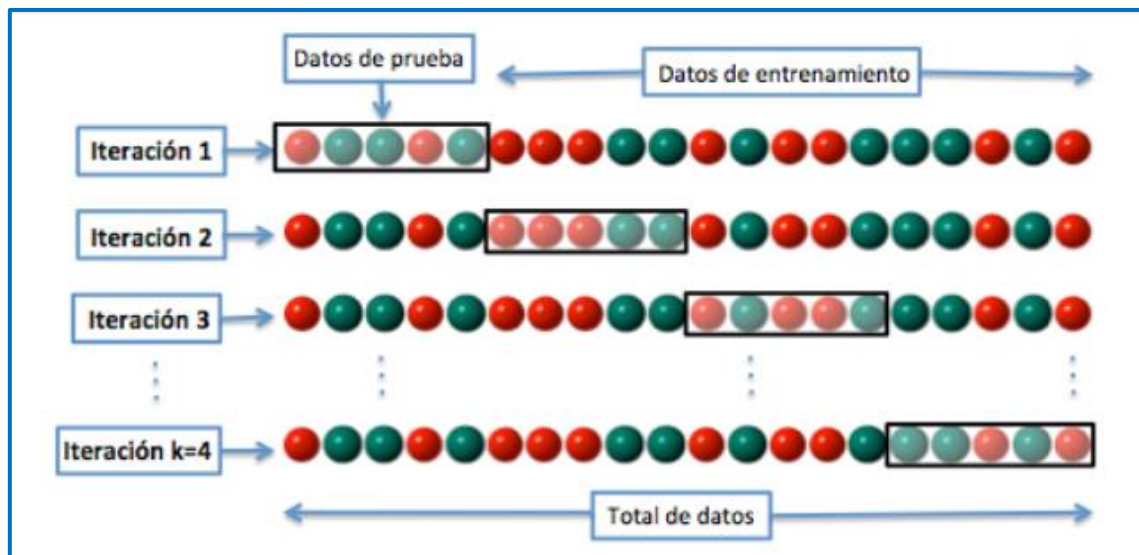 Datos de prueba
Datos de entrenamiento
Iteración 1
Iteración 2
Iteración 3
Iteración k=4
Total de datos